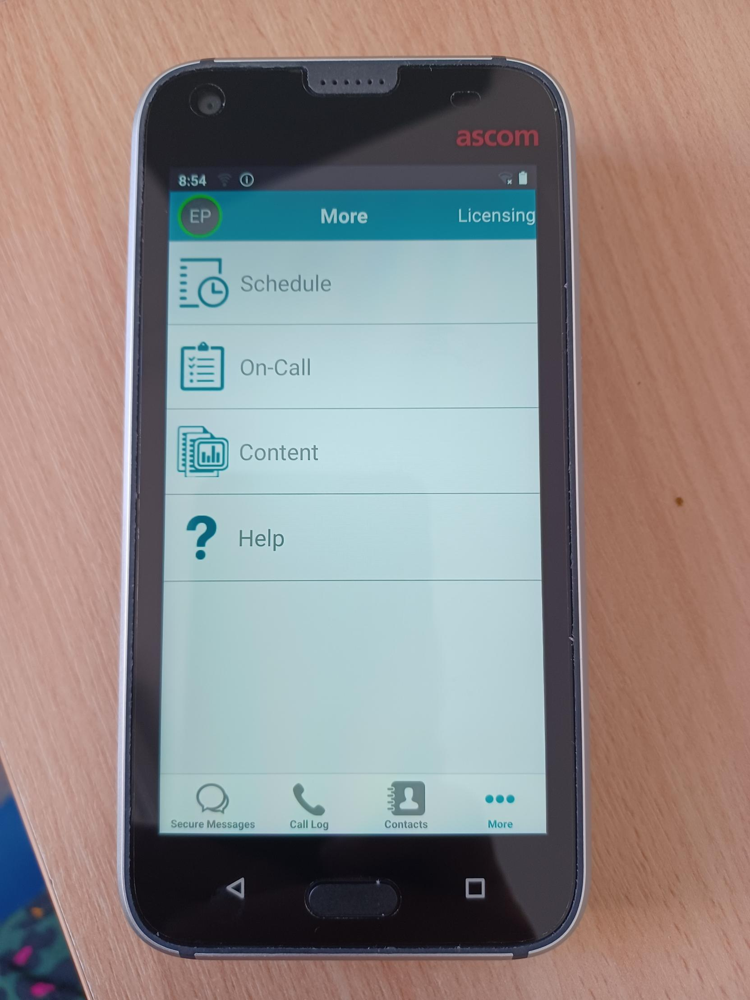 ascom
8:54
EP More Licensing
Schedule
On-Call
Content
? Help
Secure Messages Call Log Contacts More